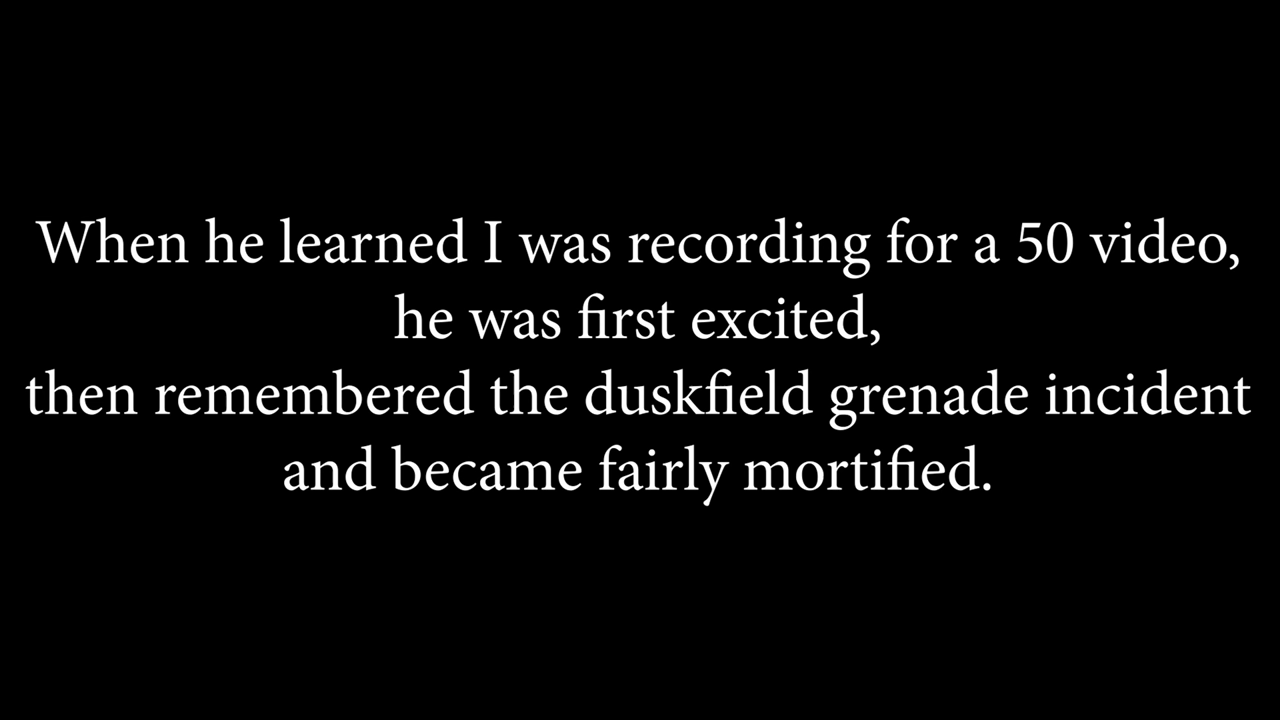 When he learned I was recording for a 50 video,
he was first excited,
then remembered the duskfield grenade incident
and became fairly mortified.